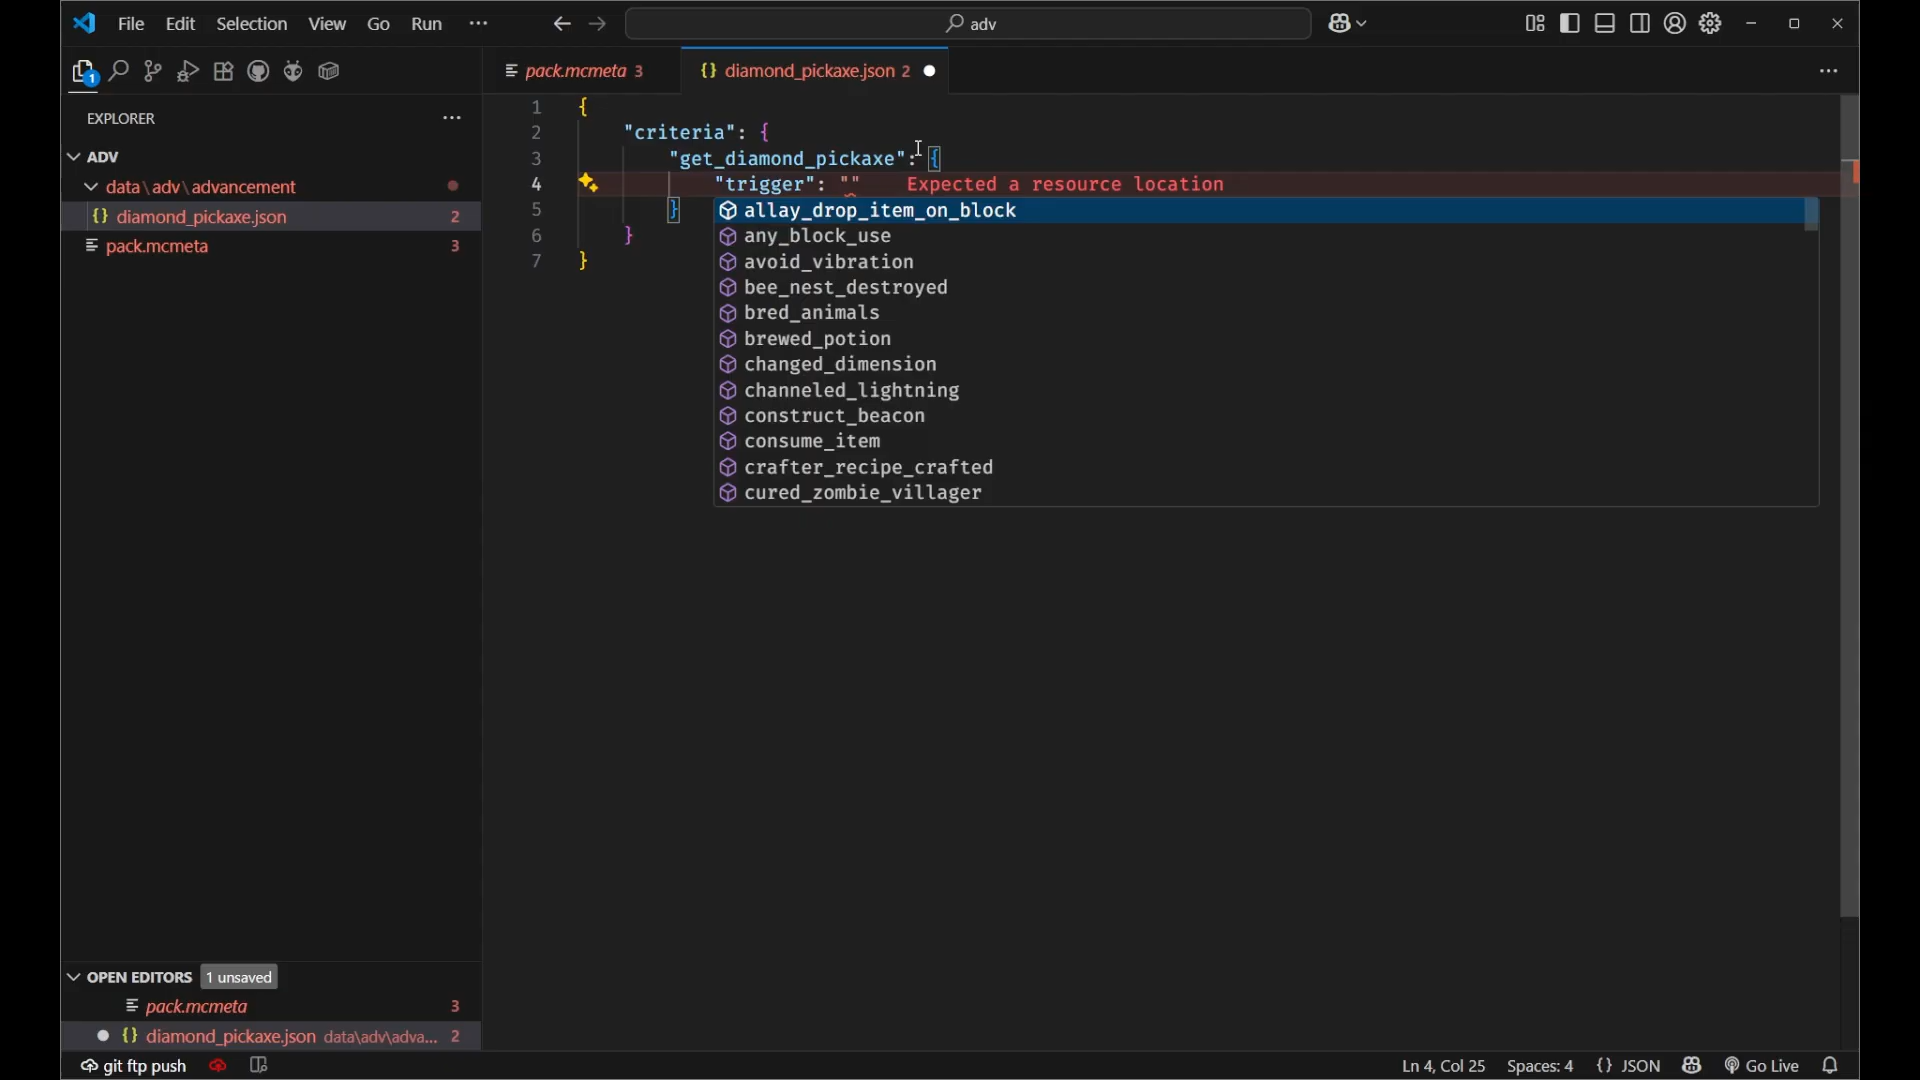 File Edit Selection View Go Run ··· adv
EXPLORER ···
ADV
data\adv\advancement
{} diamond_pickaxe.json 2
pack.mcmeta 3
OPEN EDITORS 1 unsaved
pack.mcmeta 3
{} diamond_pickaxe.json data\adv\adva... 2
pack.mcmeta 3 {} diamond_pickaxe.json 2 ···
1 {
2 "criteria": {
3 "get_diamond_pickaxe": {
4 "trigger": "" Expected a resource location
5 }
6 }
7 }
allay_drop_item_on_block
any_block_use
avoid_vibration
bee_nest_destroyed
bred_animals
brewed_potion
changed_dimension
channeled_lightning
construct_beacon
consume_item
crafter_recipe_crafted
cured_zombie_villager
1
git ftp push Ln 4, Col 25 Spaces: 4 {} JSON Go Live